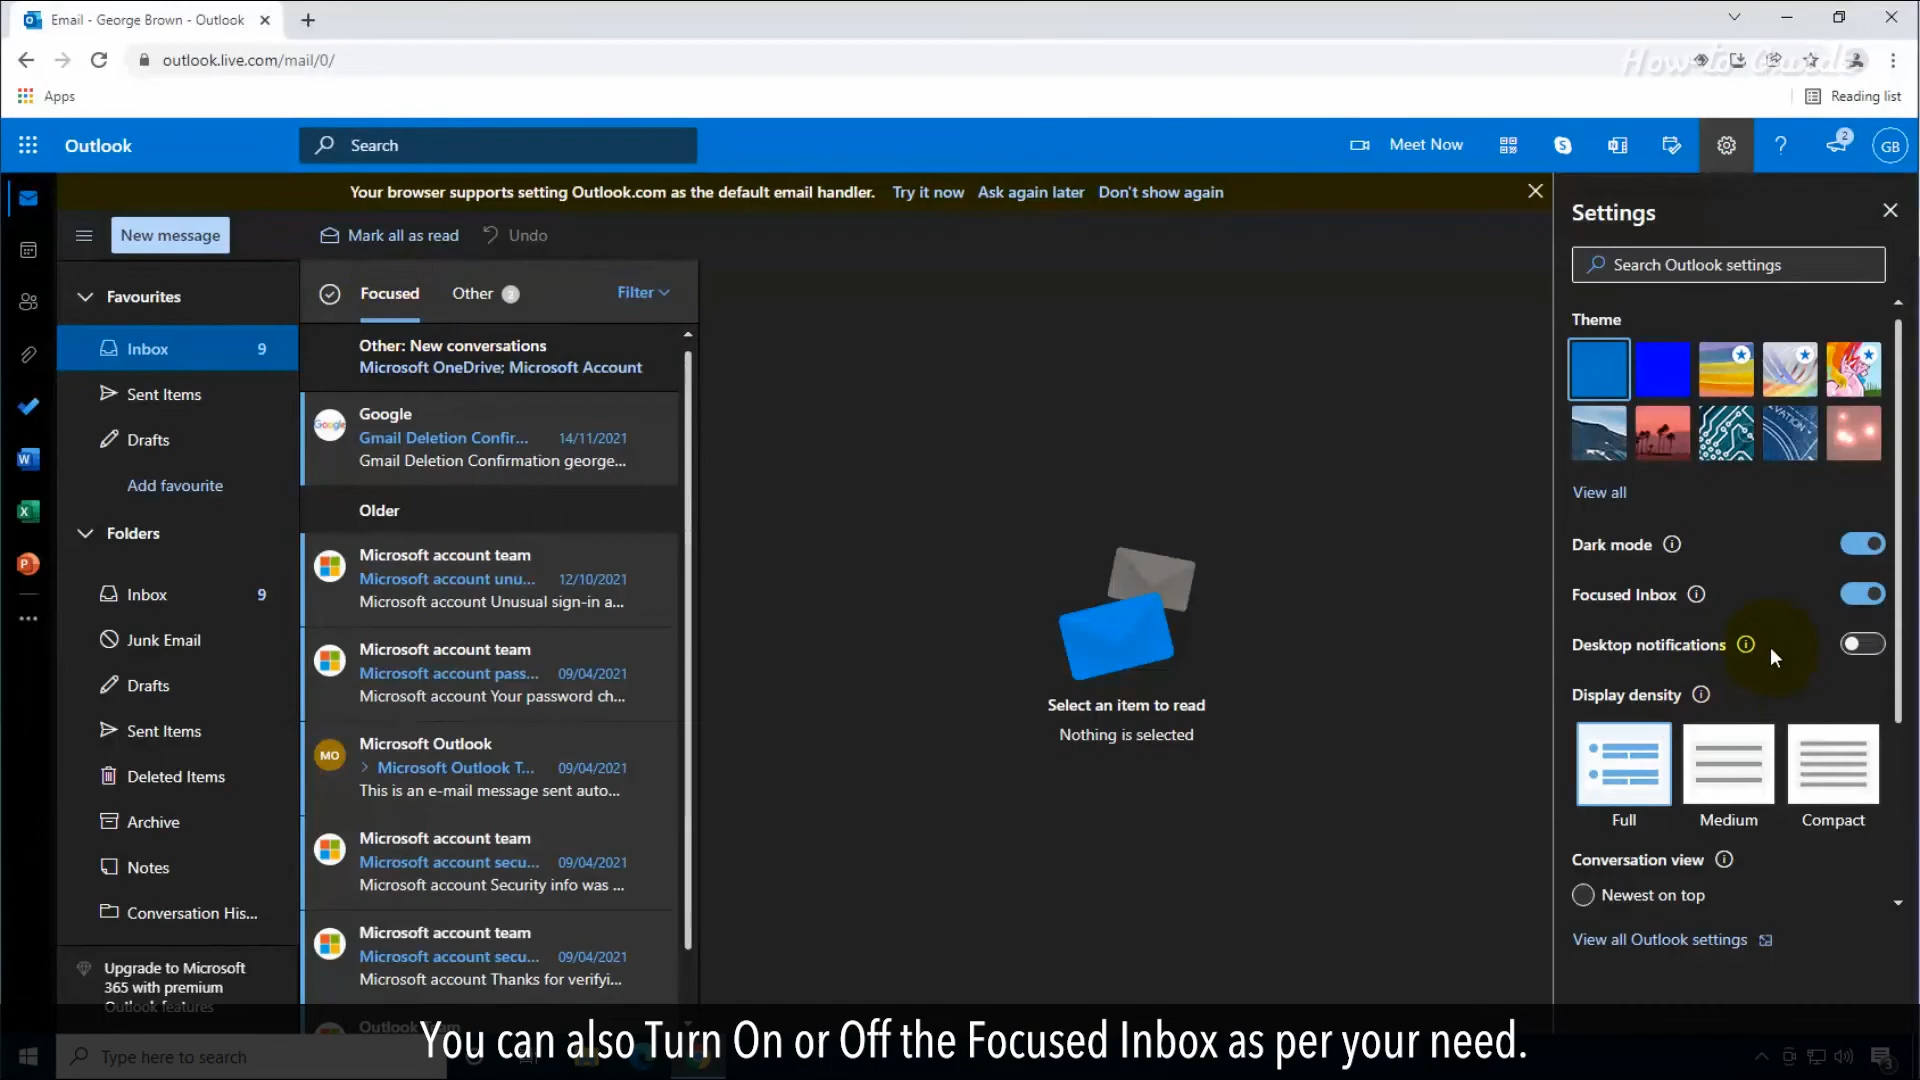 Email - George Brown - Outlook
outlook.live.com/mail/0/
How to Guide
Apps
Reading list
Outlook
Search
Meet Now
2
GB
Your browser supports setting Outlook.com as the default email handler. Try it now Ask again later Don't show again
New message
Mark all as read
Undo
Favourites
Inbox 9
Sent Items
Drafts
Add favourite
Folders
Inbox 9
Junk Email
Drafts
Sent Items
Deleted Items
Archive
Notes
Conversation His...
Upgrade to Microsoft
365 with premium
Outlook features
Focused
Other 2
Filter
Other: New conversations
Microsoft OneDrive; Microsoft Account
Google
Google
Gmail Deletion Confir... 14/11/2021
Gmail Deletion Confirmation george...
Older
Microsoft account team
Microsoft account unu... 12/10/2021
Microsoft account Unusual sign-in a...
Microsoft account team
Microsoft account pass... 09/04/2021
Microsoft account Your password ch...
MO
Microsoft Outlook
> Microsoft Outlook T... 09/04/2021
This is an e-mail message sent auto...
Microsoft account team
Microsoft account secu... 09/04/2021
Microsoft account Security info was ...
Microsoft account team
Microsoft account secu... 09/04/2021
Microsoft account Thanks for verifyi...
Outlook Team
Select an item to read
Nothing is selected
Settings
Search Outlook settings
Theme
View all
Dark mode
Focused Inbox
Desktop notifications
Display density
Full
Medium
Compact
Conversation view
Newest on top
View all Outlook settings
You can also Turn On or Off the Focused Inbox as per your need.
Type here to search
3